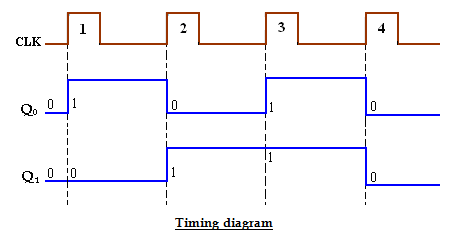 1 2 3 4
CLK
Q0 0 1 0 1 0
Q1 0 0 1 1 0
Timing diagram